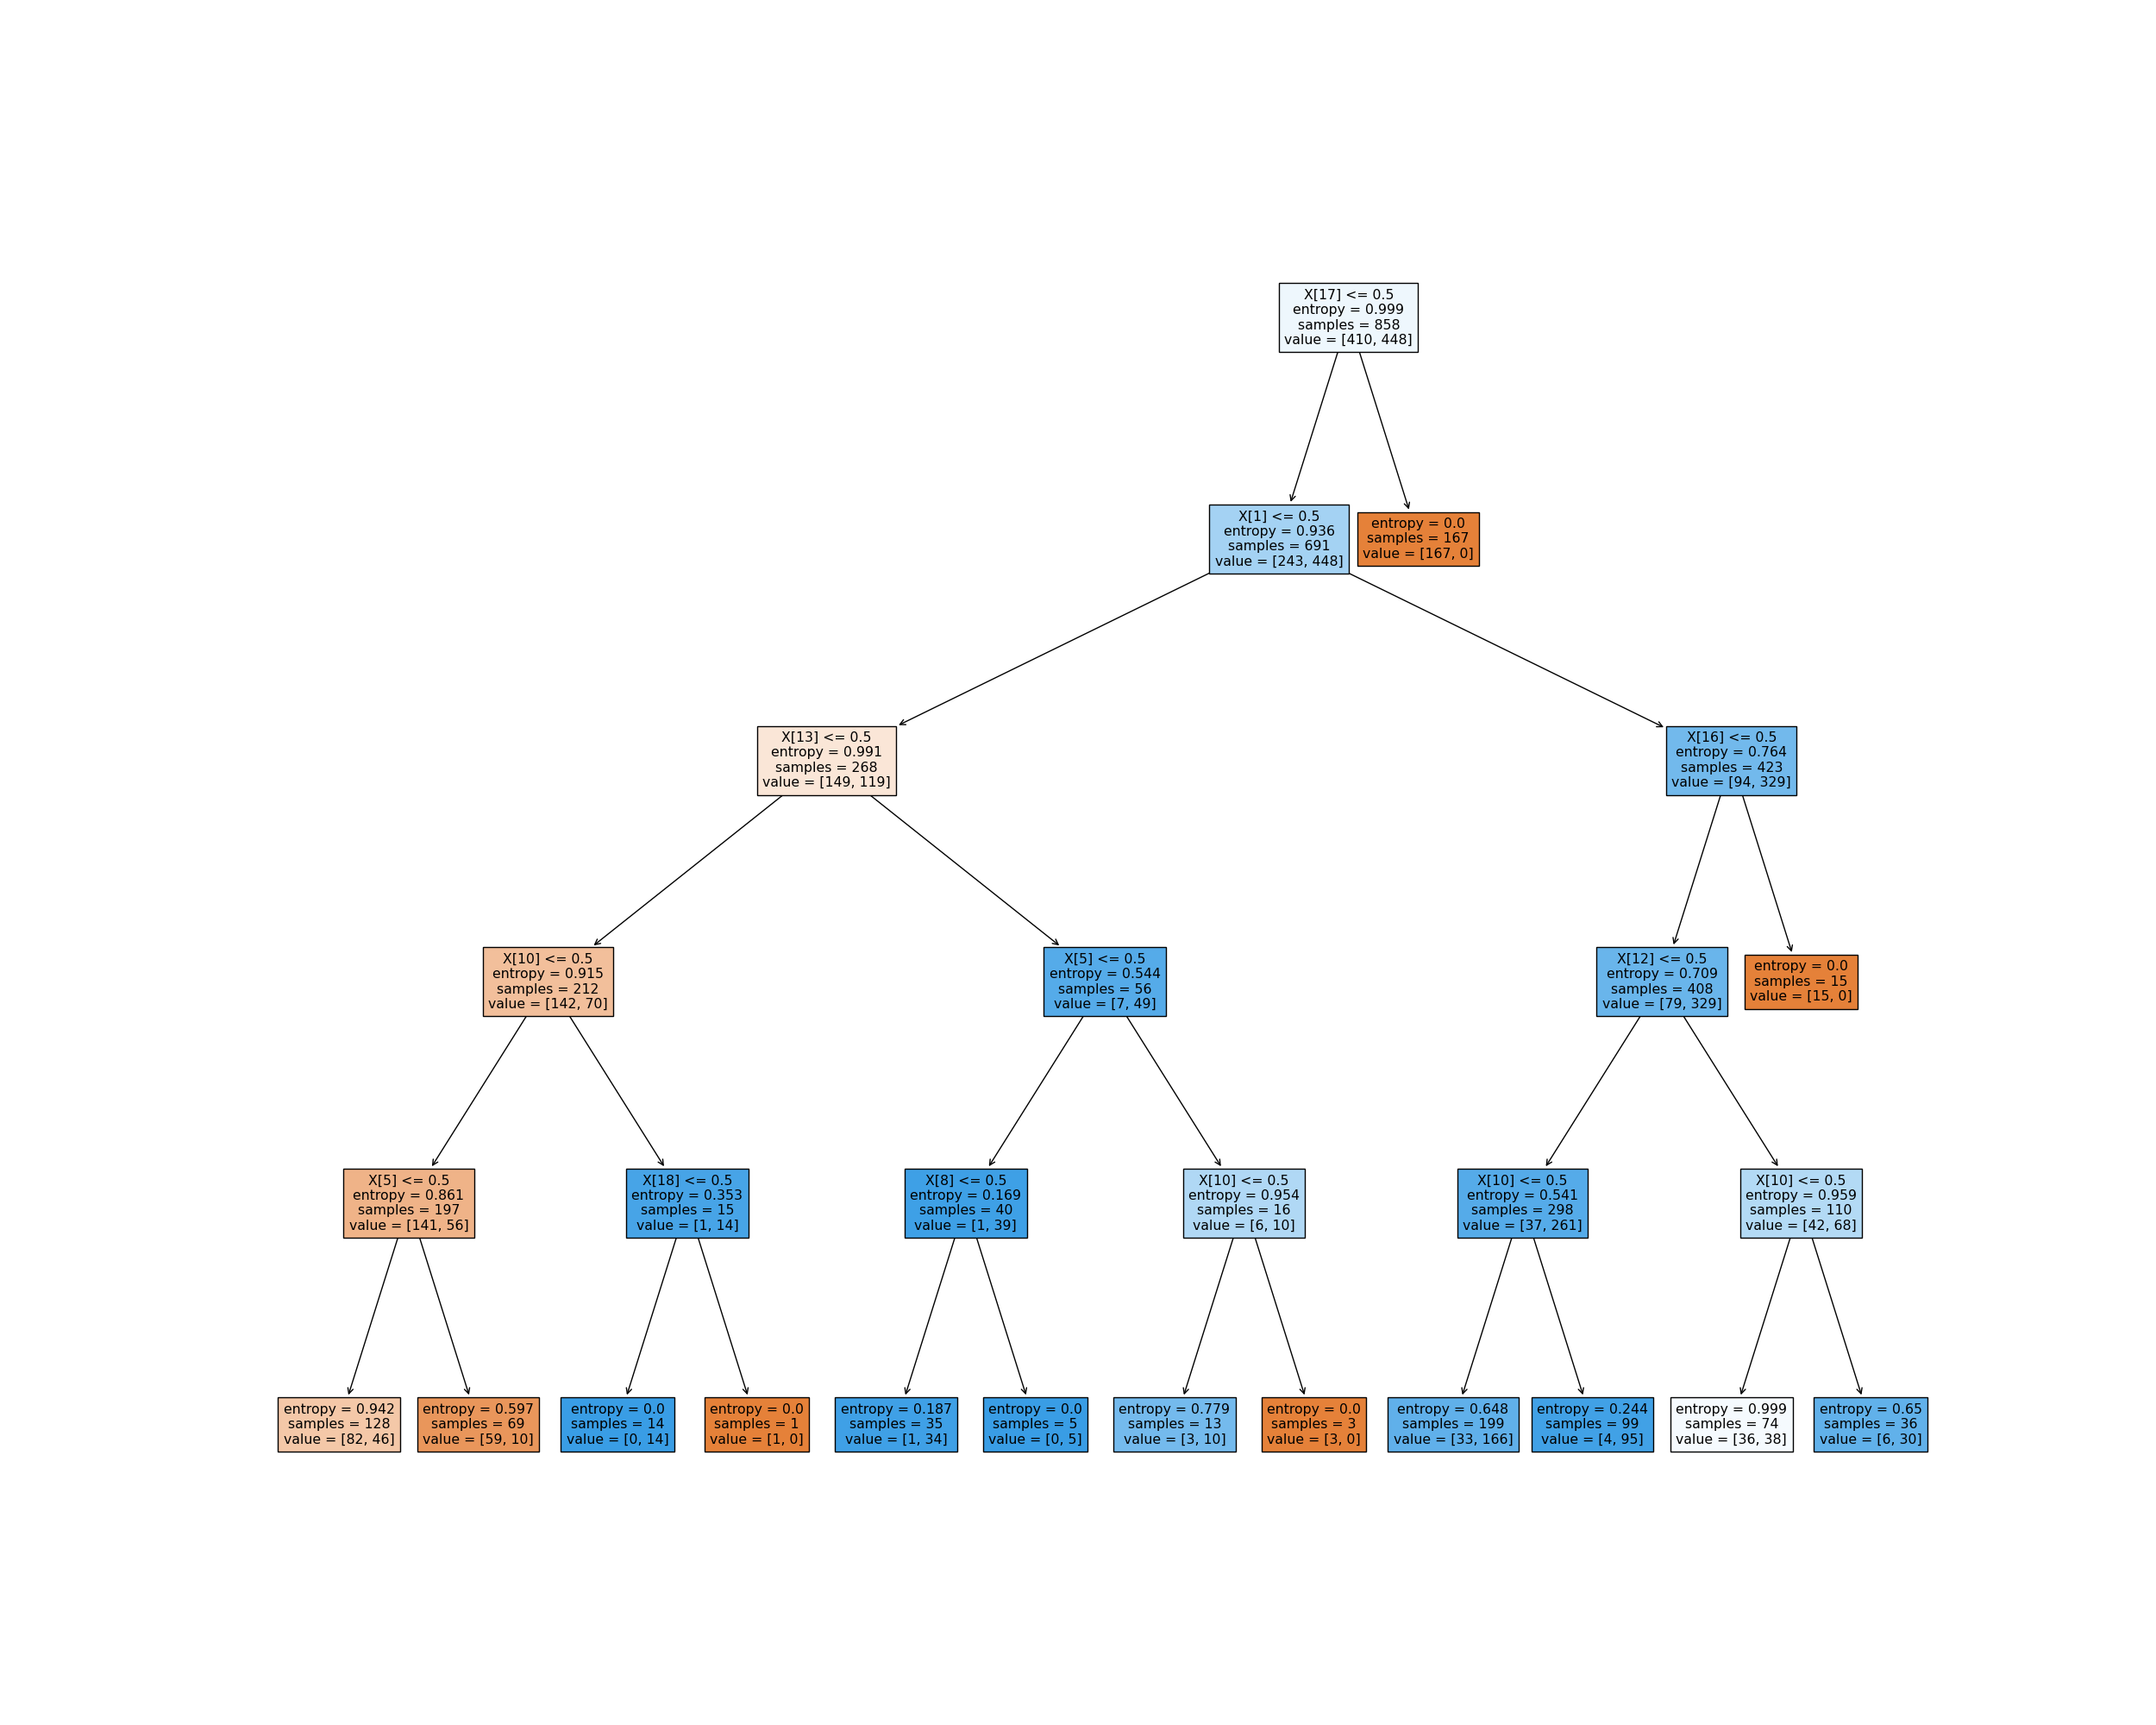 X[17] <= 0.5
entropy = 0.999
samples = 858
value = [410, 448]
X[1] <= 0.5
entropy = 0.936
samples = 691
value = [243, 448]
entropy = 0.0
samples = 167
value = [167, 0]
X[13] <= 0.5
entropy = 0.991
samples = 268
value = [149, 119]
X[16] <= 0.5
entropy = 0.764
samples = 423
value = [94, 329]
X[10] <= 0.5
entropy = 0.915
samples = 212
value = [142, 70]
X[5] <= 0.5
entropy = 0.544
samples = 56
value = [7, 49]
X[12] <= 0.5
entropy = 0.709
samples = 408
value = [79, 329]
entropy = 0.0
samples = 15
value = [15, 0]
X[5] <= 0.5
entropy = 0.861
samples = 197
value = [141, 56]
X[18] <= 0.5
entropy = 0.353
samples = 15
value = [1, 14]
X[8] <= 0.5
entropy = 0.169
samples = 40
value = [1, 39]
X[10] <= 0.5
entropy = 0.954
samples = 16
value = [6, 10]
X[10] <= 0.5
entropy = 0.541
samples = 298
value = [37, 261]
X[10] <= 0.5
entropy = 0.959
samples = 110
value = [42, 68]
entropy = 0.942
samples = 128
value = [82, 46]
entropy = 0.597
samples = 69
value = [59, 10]
entropy = 0.0
samples = 14
value = [0, 14]
entropy = 0.0
samples = 1
value = [1, 0]
entropy = 0.187
samples = 35
value = [1, 34]
entropy = 0.0
samples = 5
value = [0, 5]
entropy = 0.779
samples = 13
value = [3, 10]
entropy = 0.0
samples = 3
value = [3, 0]
entropy = 0.648
samples = 199
value = [33, 166]
entropy = 0.244
samples = 99
value = [4, 95]
entropy = 0.999
samples = 74
value = [36, 38]
entropy = 0.65
samples = 36
value = [6, 30]